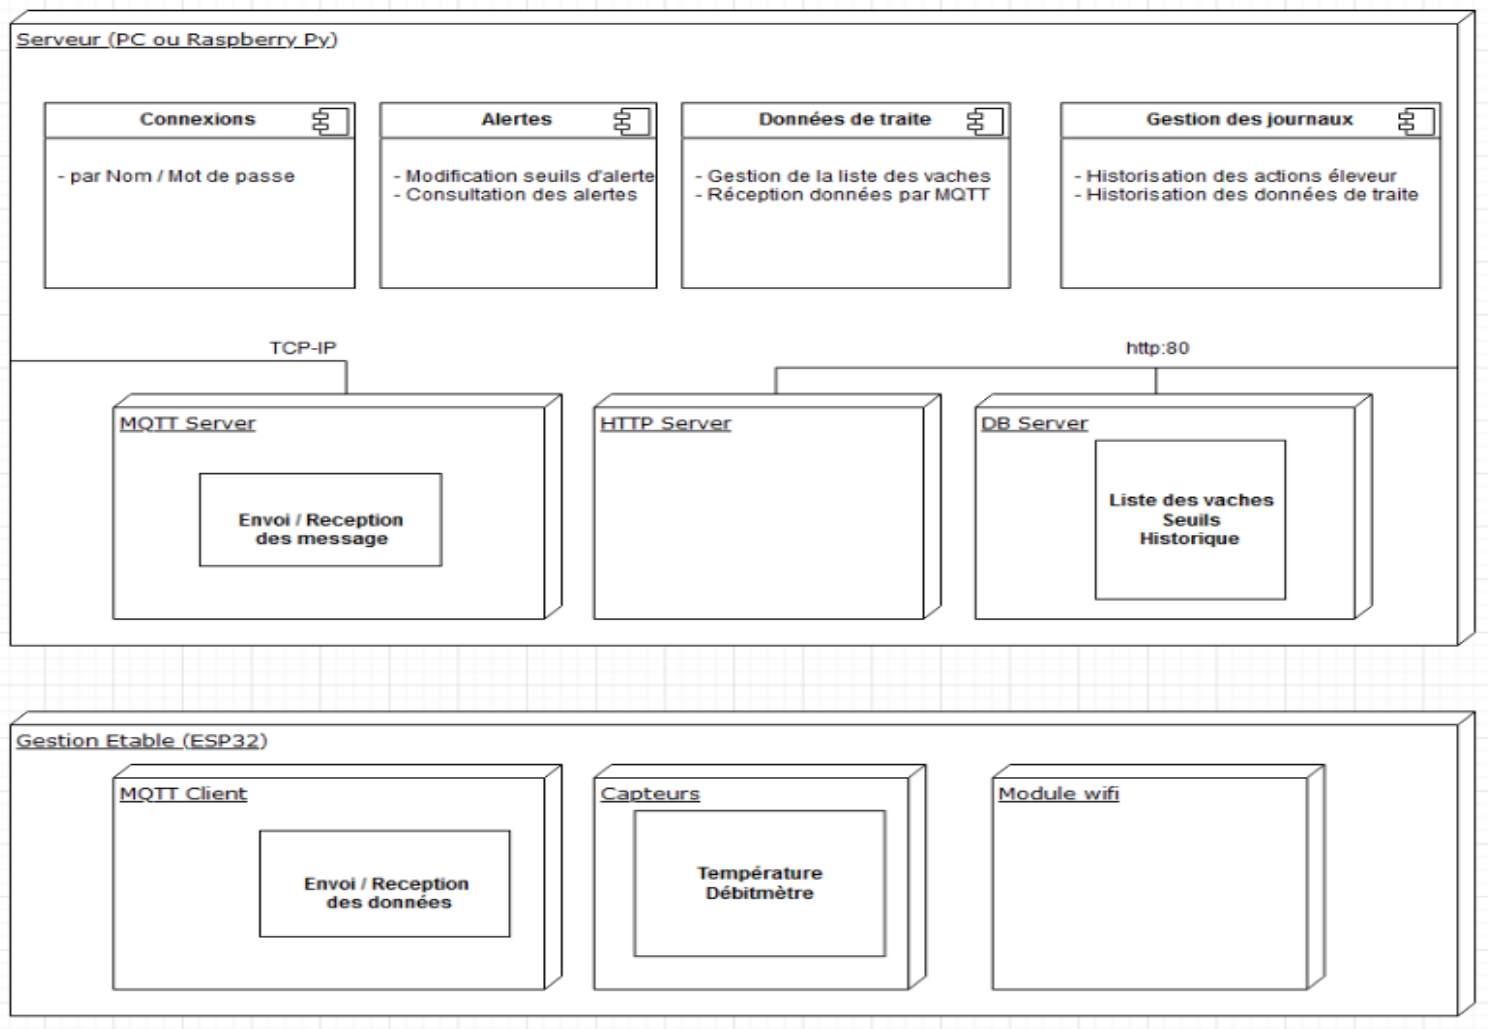 Serveur (PC ou Raspberry Py)
Connexions
- par Nom / Mot de passe
Alertes
- Modification seuils d'alerte
- Consultation des alertes
Données de traite
- Gestion de la liste des vaches
- Réception données par MQTT
Gestion des journaux
- Historisation des actions éleveur
- Historisation des données de traite
TCP-IP
http:80
MQTT Server
Envoi / Reception
des message
HTTP Server
DB Server
Liste des vaches
Seuils
Historique
Gestion Etable (ESP32)
MQTT Client
Envoi / Reception
des données
Capteurs
Température
Débitmètre
Module wifi